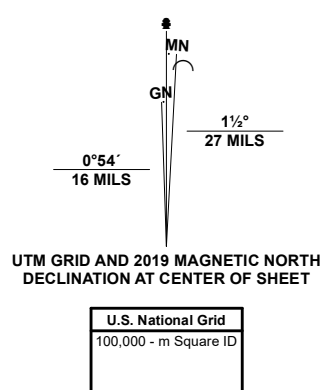 MN
GN
1½°
27 MILS
0°54´
16 MILS
UTM GRID AND 2019 MAGNETIC NORTH
DECLINATION AT CENTER OF SHEET
U.S. National Grid
100,000 - m Square ID